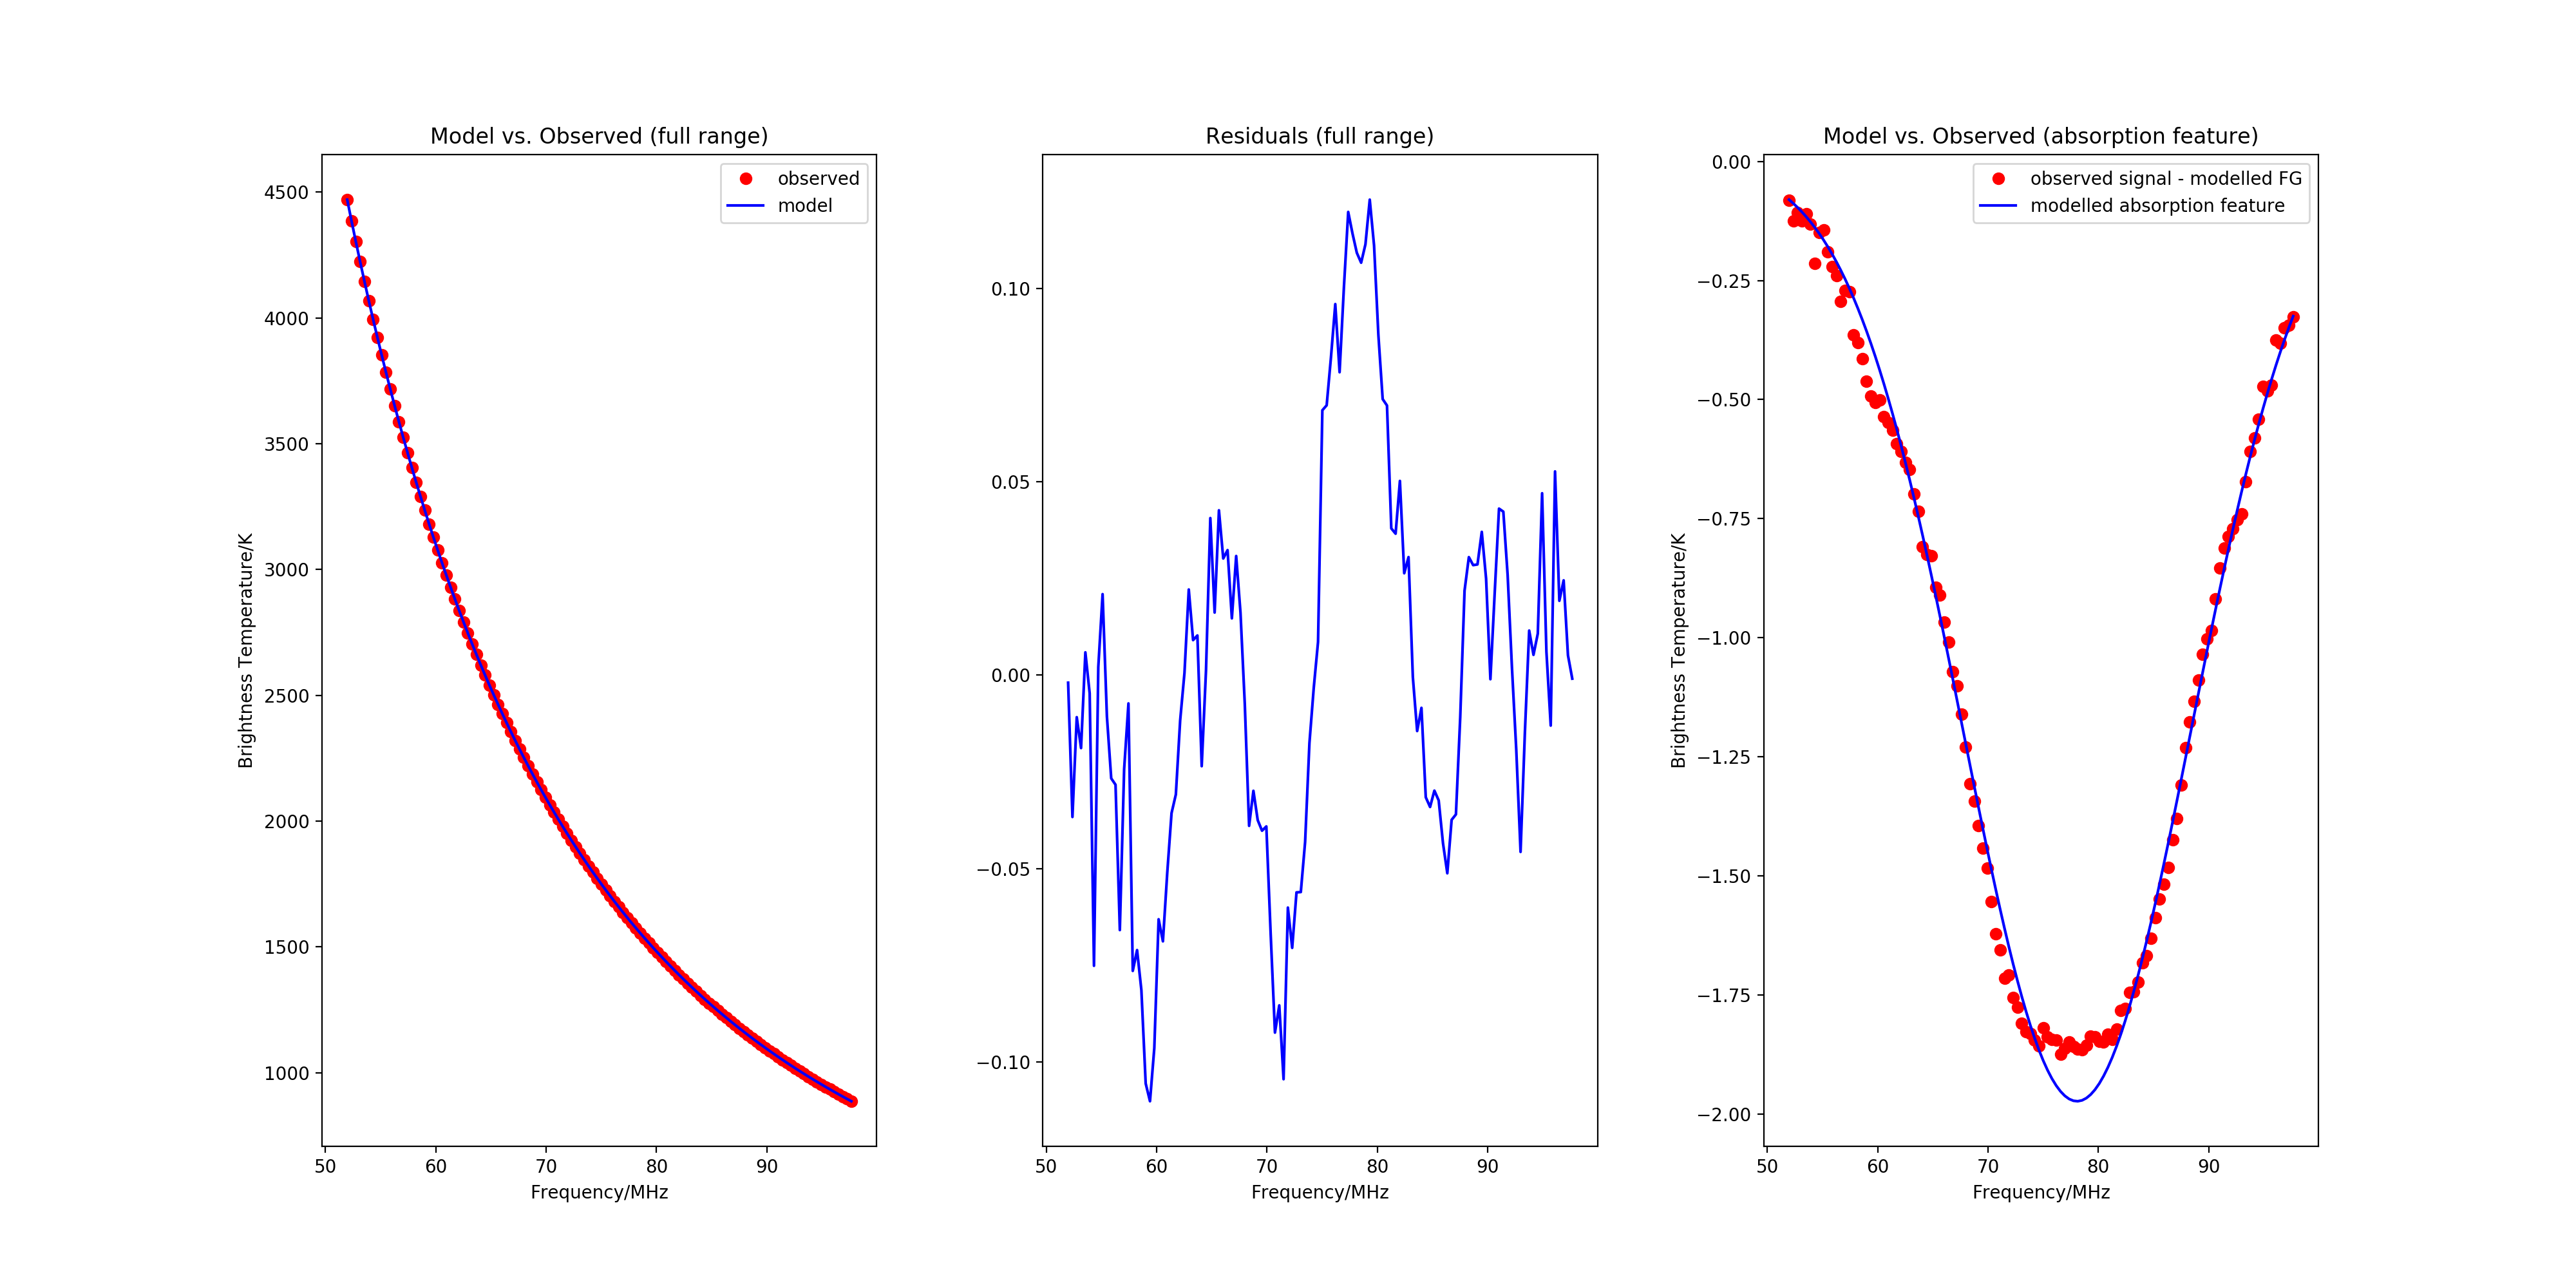 Model vs. Observed (full range)
observed
model
4500
4000
3500
3000
2500
2000
1500
1000
Brightness Temperature/K
50 60 70 80 90
Frequency/MHz
Residuals (full range)
0.10
0.05
0.00
−0.05
−0.10
50 60 70 80 90
Frequency/MHz
Model vs. Observed (absorption feature)
observed signal - modelled FG
modelled absorption feature
0.00
−0.25
−0.50
−0.75
−1.00
−1.25
−1.50
−1.75
−2.00
Brightness Temperature/K
50 60 70 80 90
Frequency/MHz